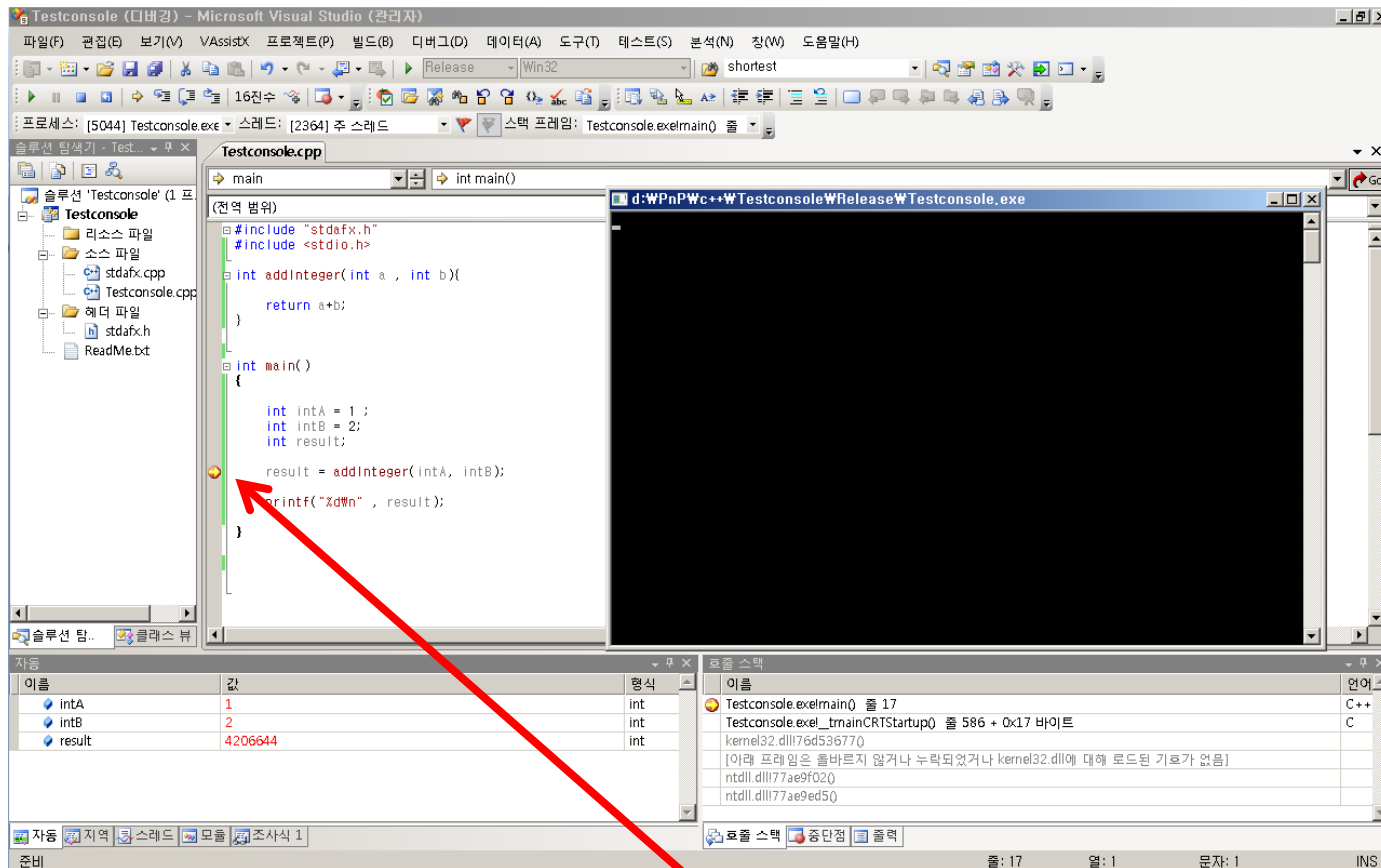 Testconsole (디버깅) - Microsoft Visual Studio (관리자)
파일(F) 편집(E) 보기(V) VAssistX 프로젝트(P) 빌드(B) 디버그(D) 데이터(A) 도구(T) 테스트(S) 분석(N) 창(W) 도움말(H)
Release Win32 shortest
16진수
프로세스: [5044] Testconsole.exe 스레드: [2364] 주 스레드 스택 프레임: Testconsole.exe!main() 줄
슬루션 탐색기 - Test...
Testconsole.cpp
main int main() Go
(전역 범위)
솔루션 'Testconsole' (1 프
Testconsole
리소스 파일
소스 파일
stdafx.cpp
Testconsole.cpp
헤더 파일
stdafx.h
ReadMe.txt
#include "stdafx.h"
#include <stdio.h>
int addInteger(int a , int b){
return a+b;
}
int main()
{
int intA = 1 ;
int intB = 2;
int result;
result = addInteger(intA, intB);
printf("%d₩n" , result);
}
d:₩PnP₩c++₩Testconsole₩Release₩Testconsole.exe
슬루션 탐.. 클래스 뷰
자동
이름 값 형식
intA 1 int
intB 2 int
result 4206644 int
자동 지역 스레드 모듈 조사식 1
호출 스택
이름 언어
Testconsole.exe!main() 줄 17 C++
Testconsole.exe!__tmainCRTStartup() 줄 586 + 0x17 바이트 C
kernel32.dll!76d53677()
[아래 프레임은 올바르지 않거나 누락되었거나 kernel32.dll에 대해 로드된 기호가 없음]
ntdll.dll!77ae9f02()
ntdll.dll!77ae9ed5()
호출 스택 중단점 출력
준비 줄: 17 열: 1 문자: 1 INS